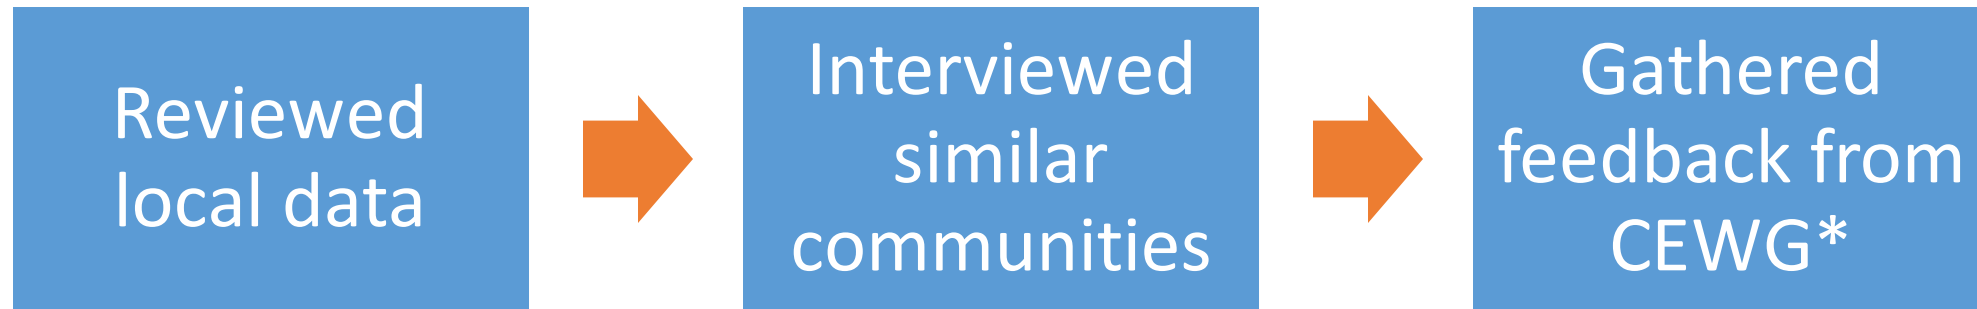 Reviewed
local data
Interviewed
similar
communities
Gathered
feedback from
CEWG*